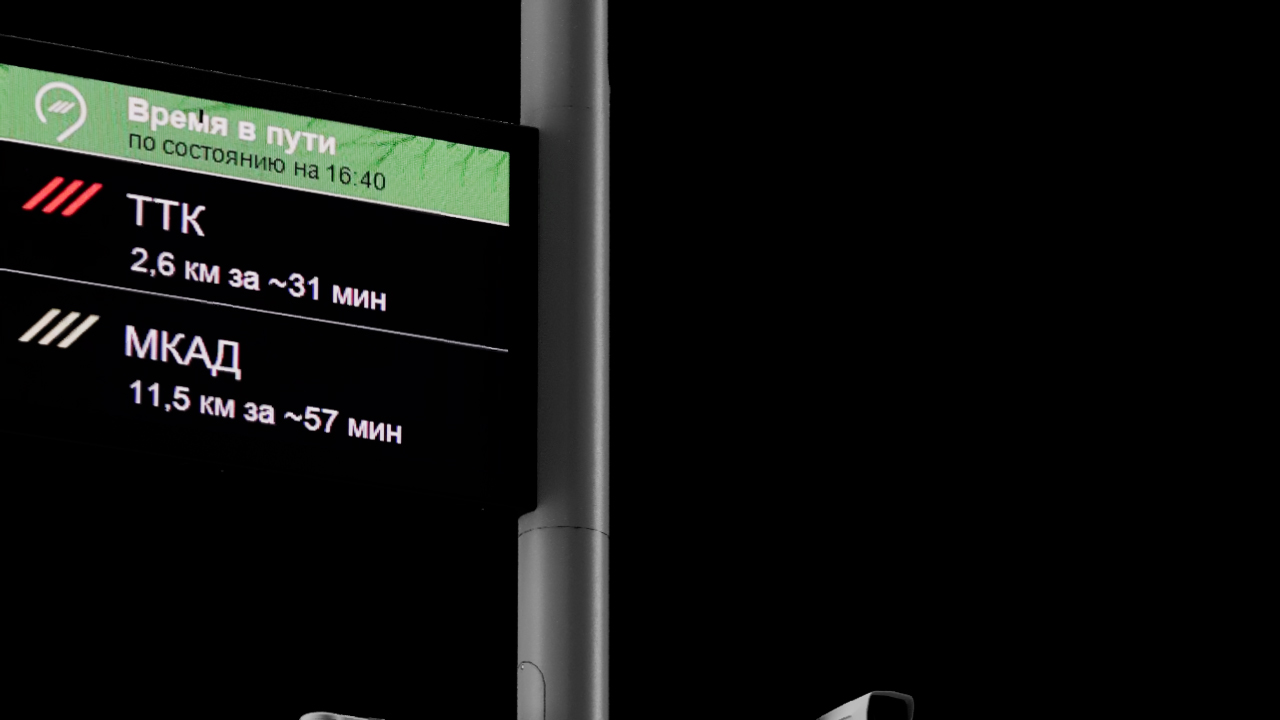 Время в пути
по состоянию на 16:40
ТТК
2,6 км за ~31 мин
МКАД
11,5 км за ~57 мин